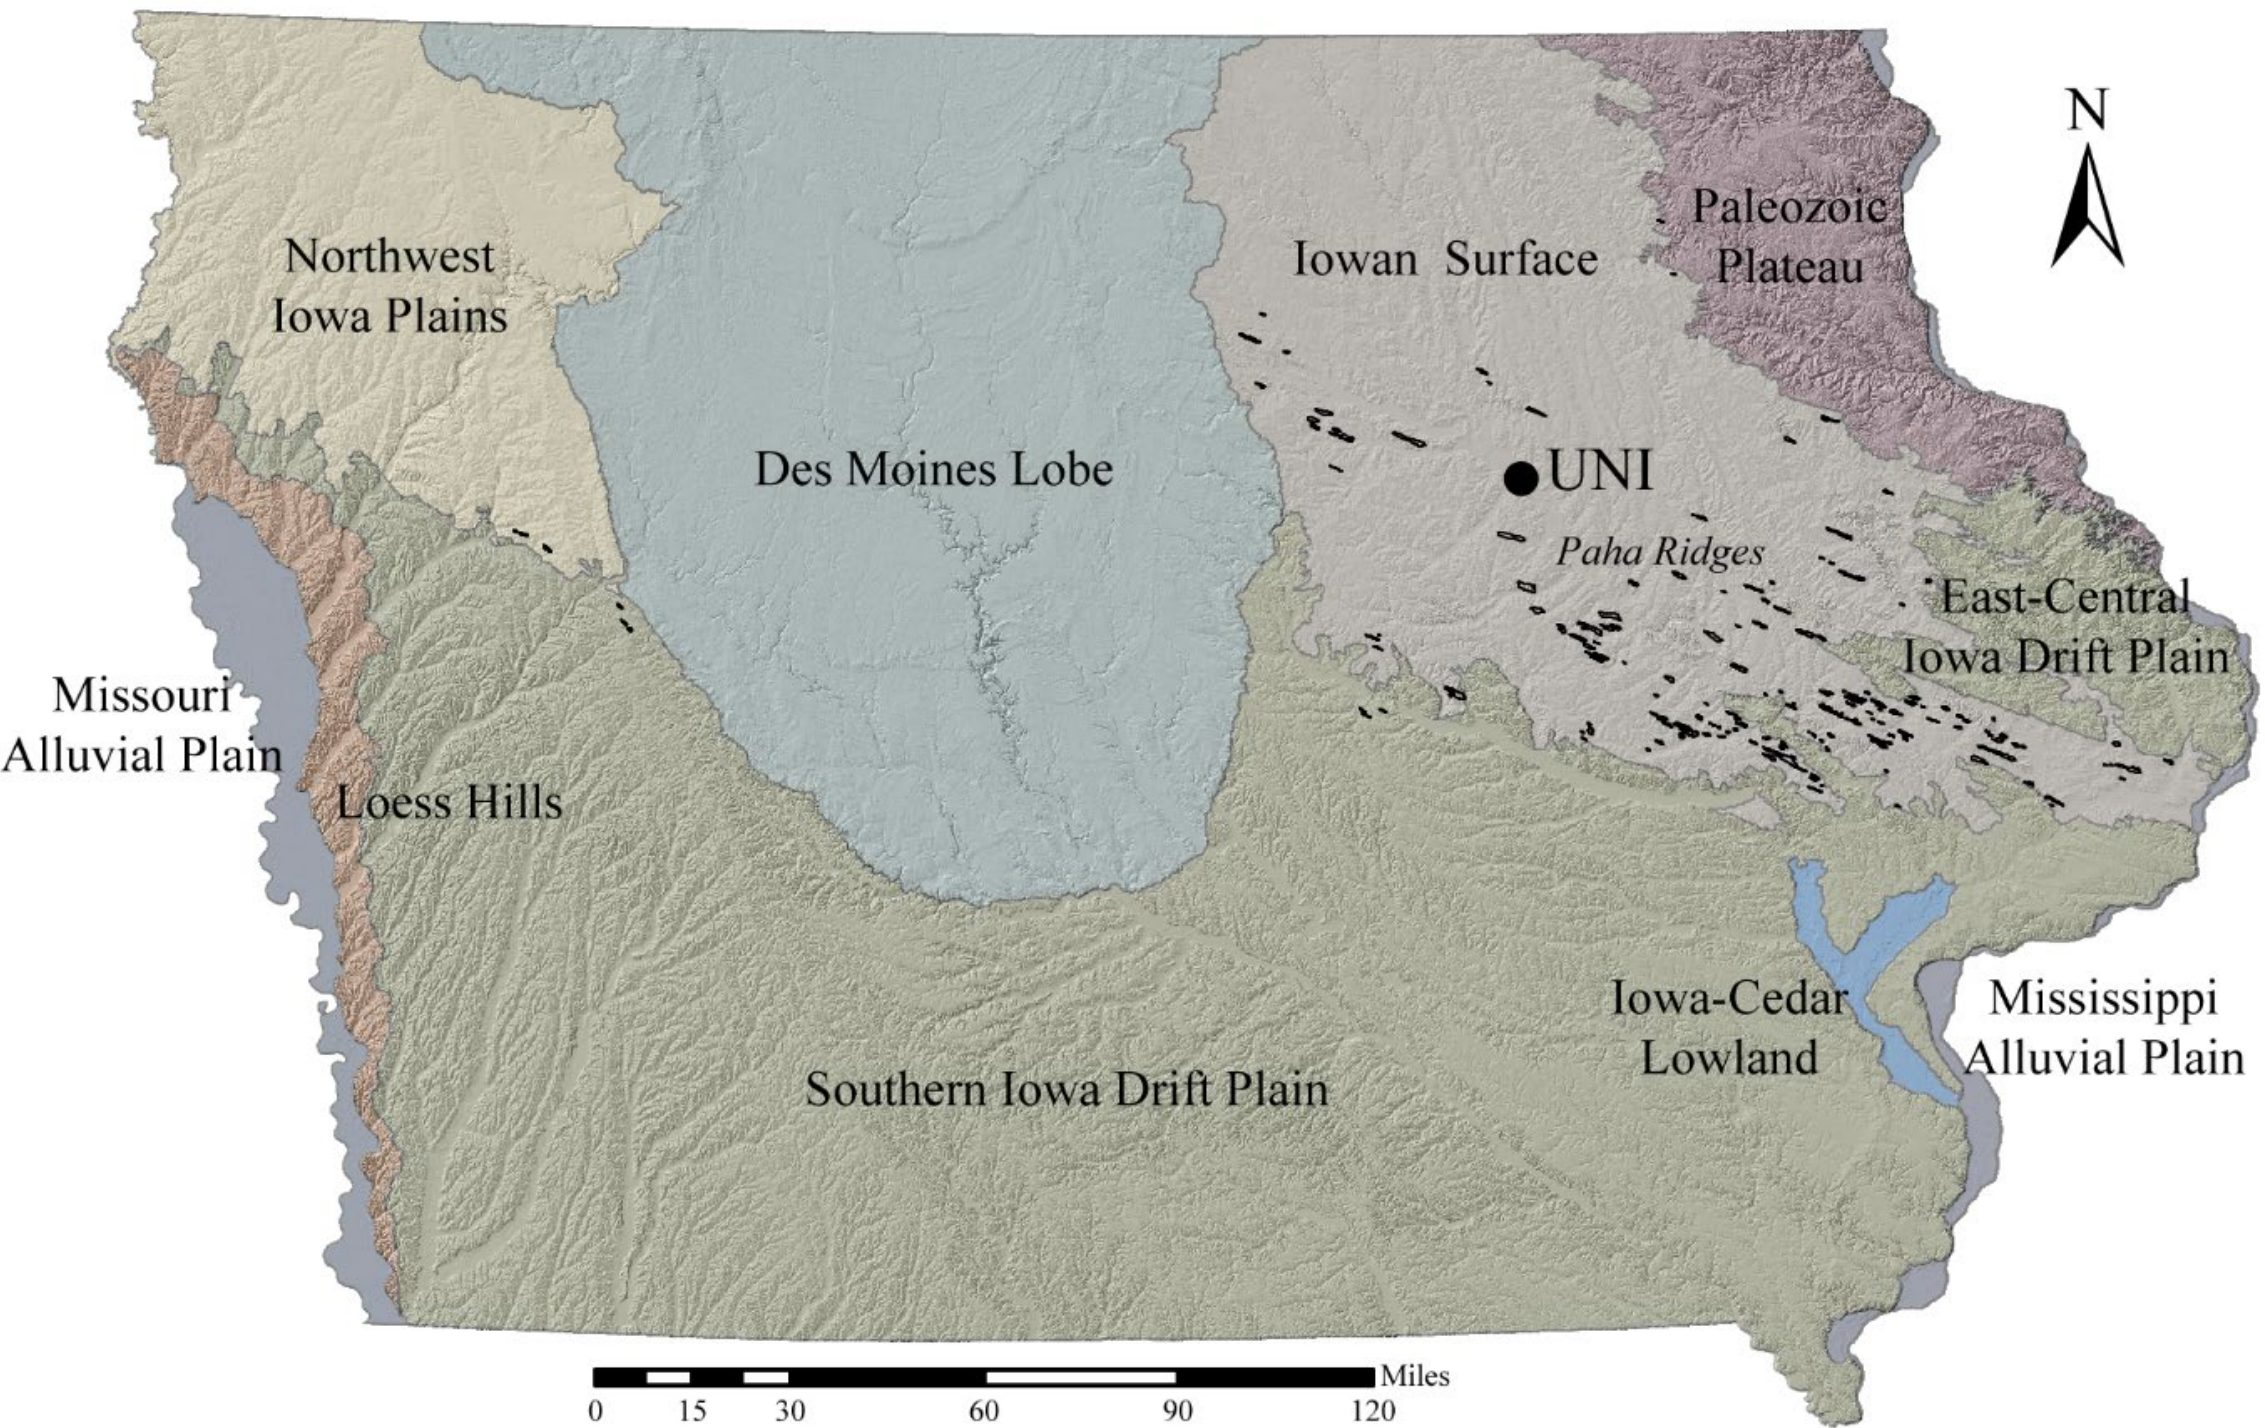 N
Paleozoic
Plateau
Northwest
Iowa Plains
Iowan Surface
Des Moines Lobe
UNI
Paha Ridges
East-Central
Iowa Drift Plain
Missouri
Alluvial Plain
Loess Hills
Iowa-Cedar
Lowland
Mississippi
Alluvial Plain
Southern Iowa Drift Plain
Miles
0 15 30 60 90 120